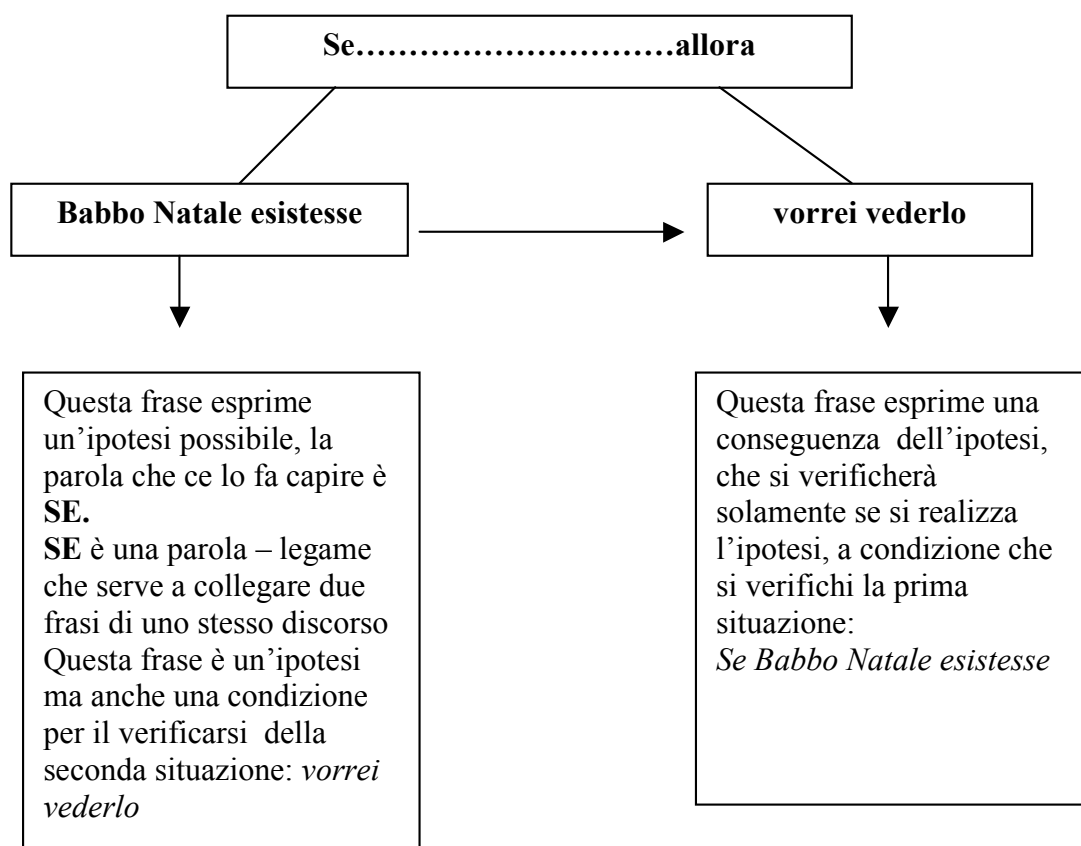 Se…………………………allora
Babbo Natale esistesse
vorrei vederlo
Questa frase esprime
un’ipotesi possibile, la
parola che ce lo fa capire è
SE.
SE è una parola – legame
che serve a collegare due
frasi di uno stesso discorso
Questa frase è un’ipotesi
ma anche una condizione
per il verificarsi della
seconda situazione: vorrei
vederlo
Questa frase esprime una
conseguenza dell’ipotesi,
che si verificherà
solamente se si realizza
l’ipotesi, a condizione che
si verifichi la prima
situazione:
Se Babbo Natale esistesse